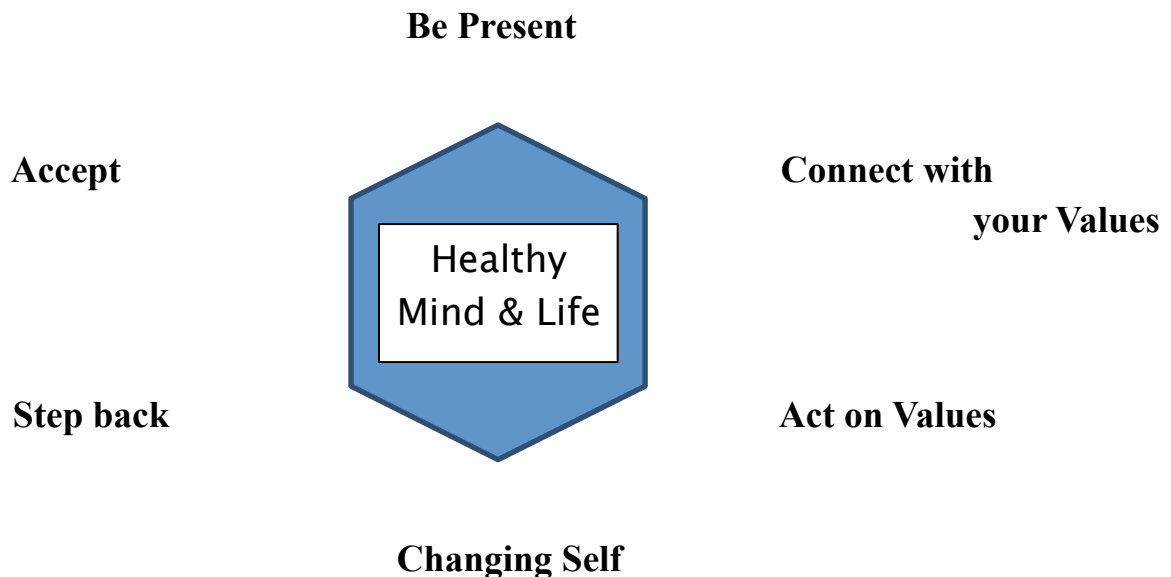 Be Present
Accept
Connect with
your Values
Healthy
Mind & Life
Step back
Act on Values
Changing Self